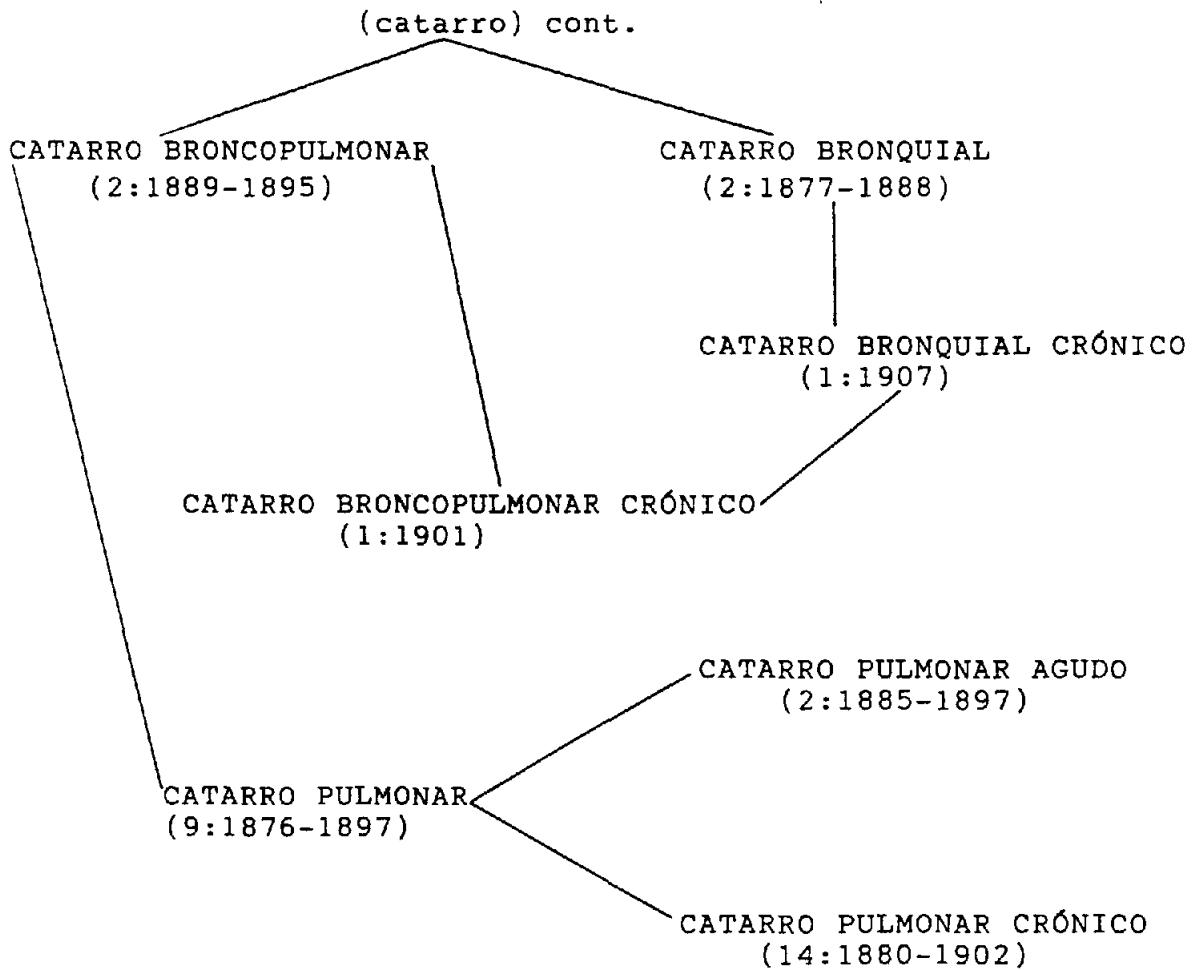 (catarro) cont.
CATARRO BRONCOPULMONAR
(2:1889-1895)
CATARRO BRONQUIAL
(2:1877-1888)
CATARRO BRONQUIAL CRÓNICO
(1:1907)
CATARRO BRONCOPULMONAR CRÓNICO
(1:1901)
CATARRO PULMONAR AGUDO
(2:1885-1897)
CATARRO PULMONAR
(9:1876-1897)
CATARRO PULMONAR CRÓNICO
(14:1880-1902)